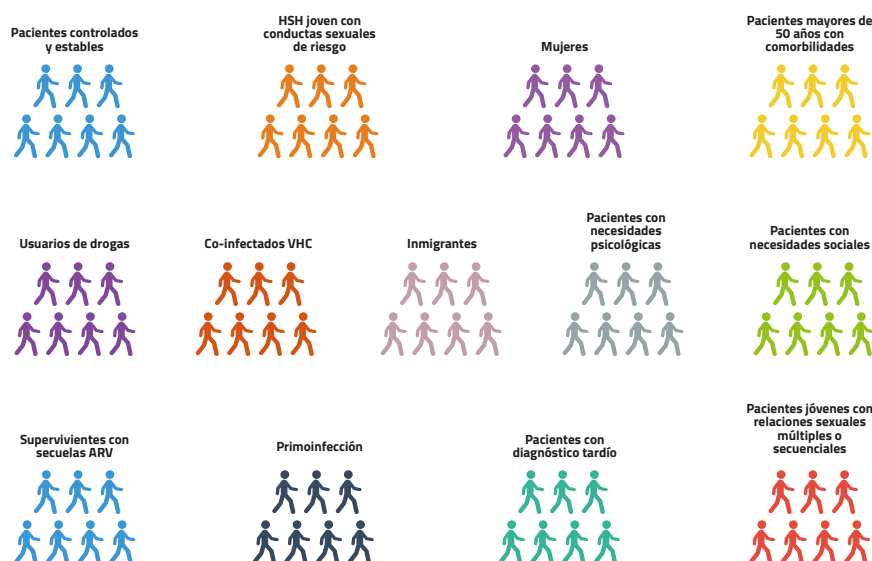 Pacientes controlados
y estables
HSH joven con
conductas sexuales
de riesgo
Mujeres
Pacientes mayores de
50 años con
comorbilidades
Usuarios de drogas
Co-infectados VHC
Inmigrantes
Pacientes con
necesidades
psicológicas
Pacientes con
necesidades sociales
Supervivientes con
secuelas ARV
Primoinfección
Pacientes con
diagnóstico tardío
Pacientes jóvenes con
relaciones sexuales
múltiples o
secuenciales